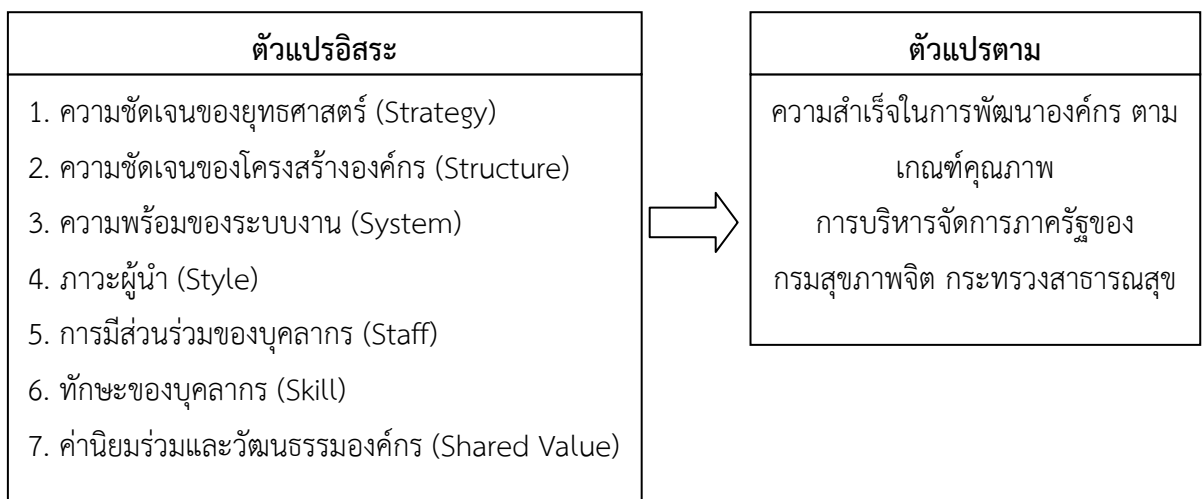 ตัวแปรอิสระ
1. ความชัดเจนของยุทธศาสตร์ (Strategy)
2. ความชัดเจนของโครงสร้างองค์กร (Structure)
3. ความพร้อมของระบบงาน (System)
4. ภาวะผู้นำ (Style)
5. การมีส่วนร่วมของบุคลากร (Staff)
6. ทักษะของบุคลากร (Skill)
7. ค่านิยมร่วมและวัฒนธรรมองค์กร (Shared Value)
ตัวแปรตาม
ความสำเร็จในการพัฒนาองค์กร ตาม
เกณฑ์คุณภาพ
การบริหารจัดการภาครัฐของ
กรมสุขภาพจิต กระทรวงสาธารณสุข